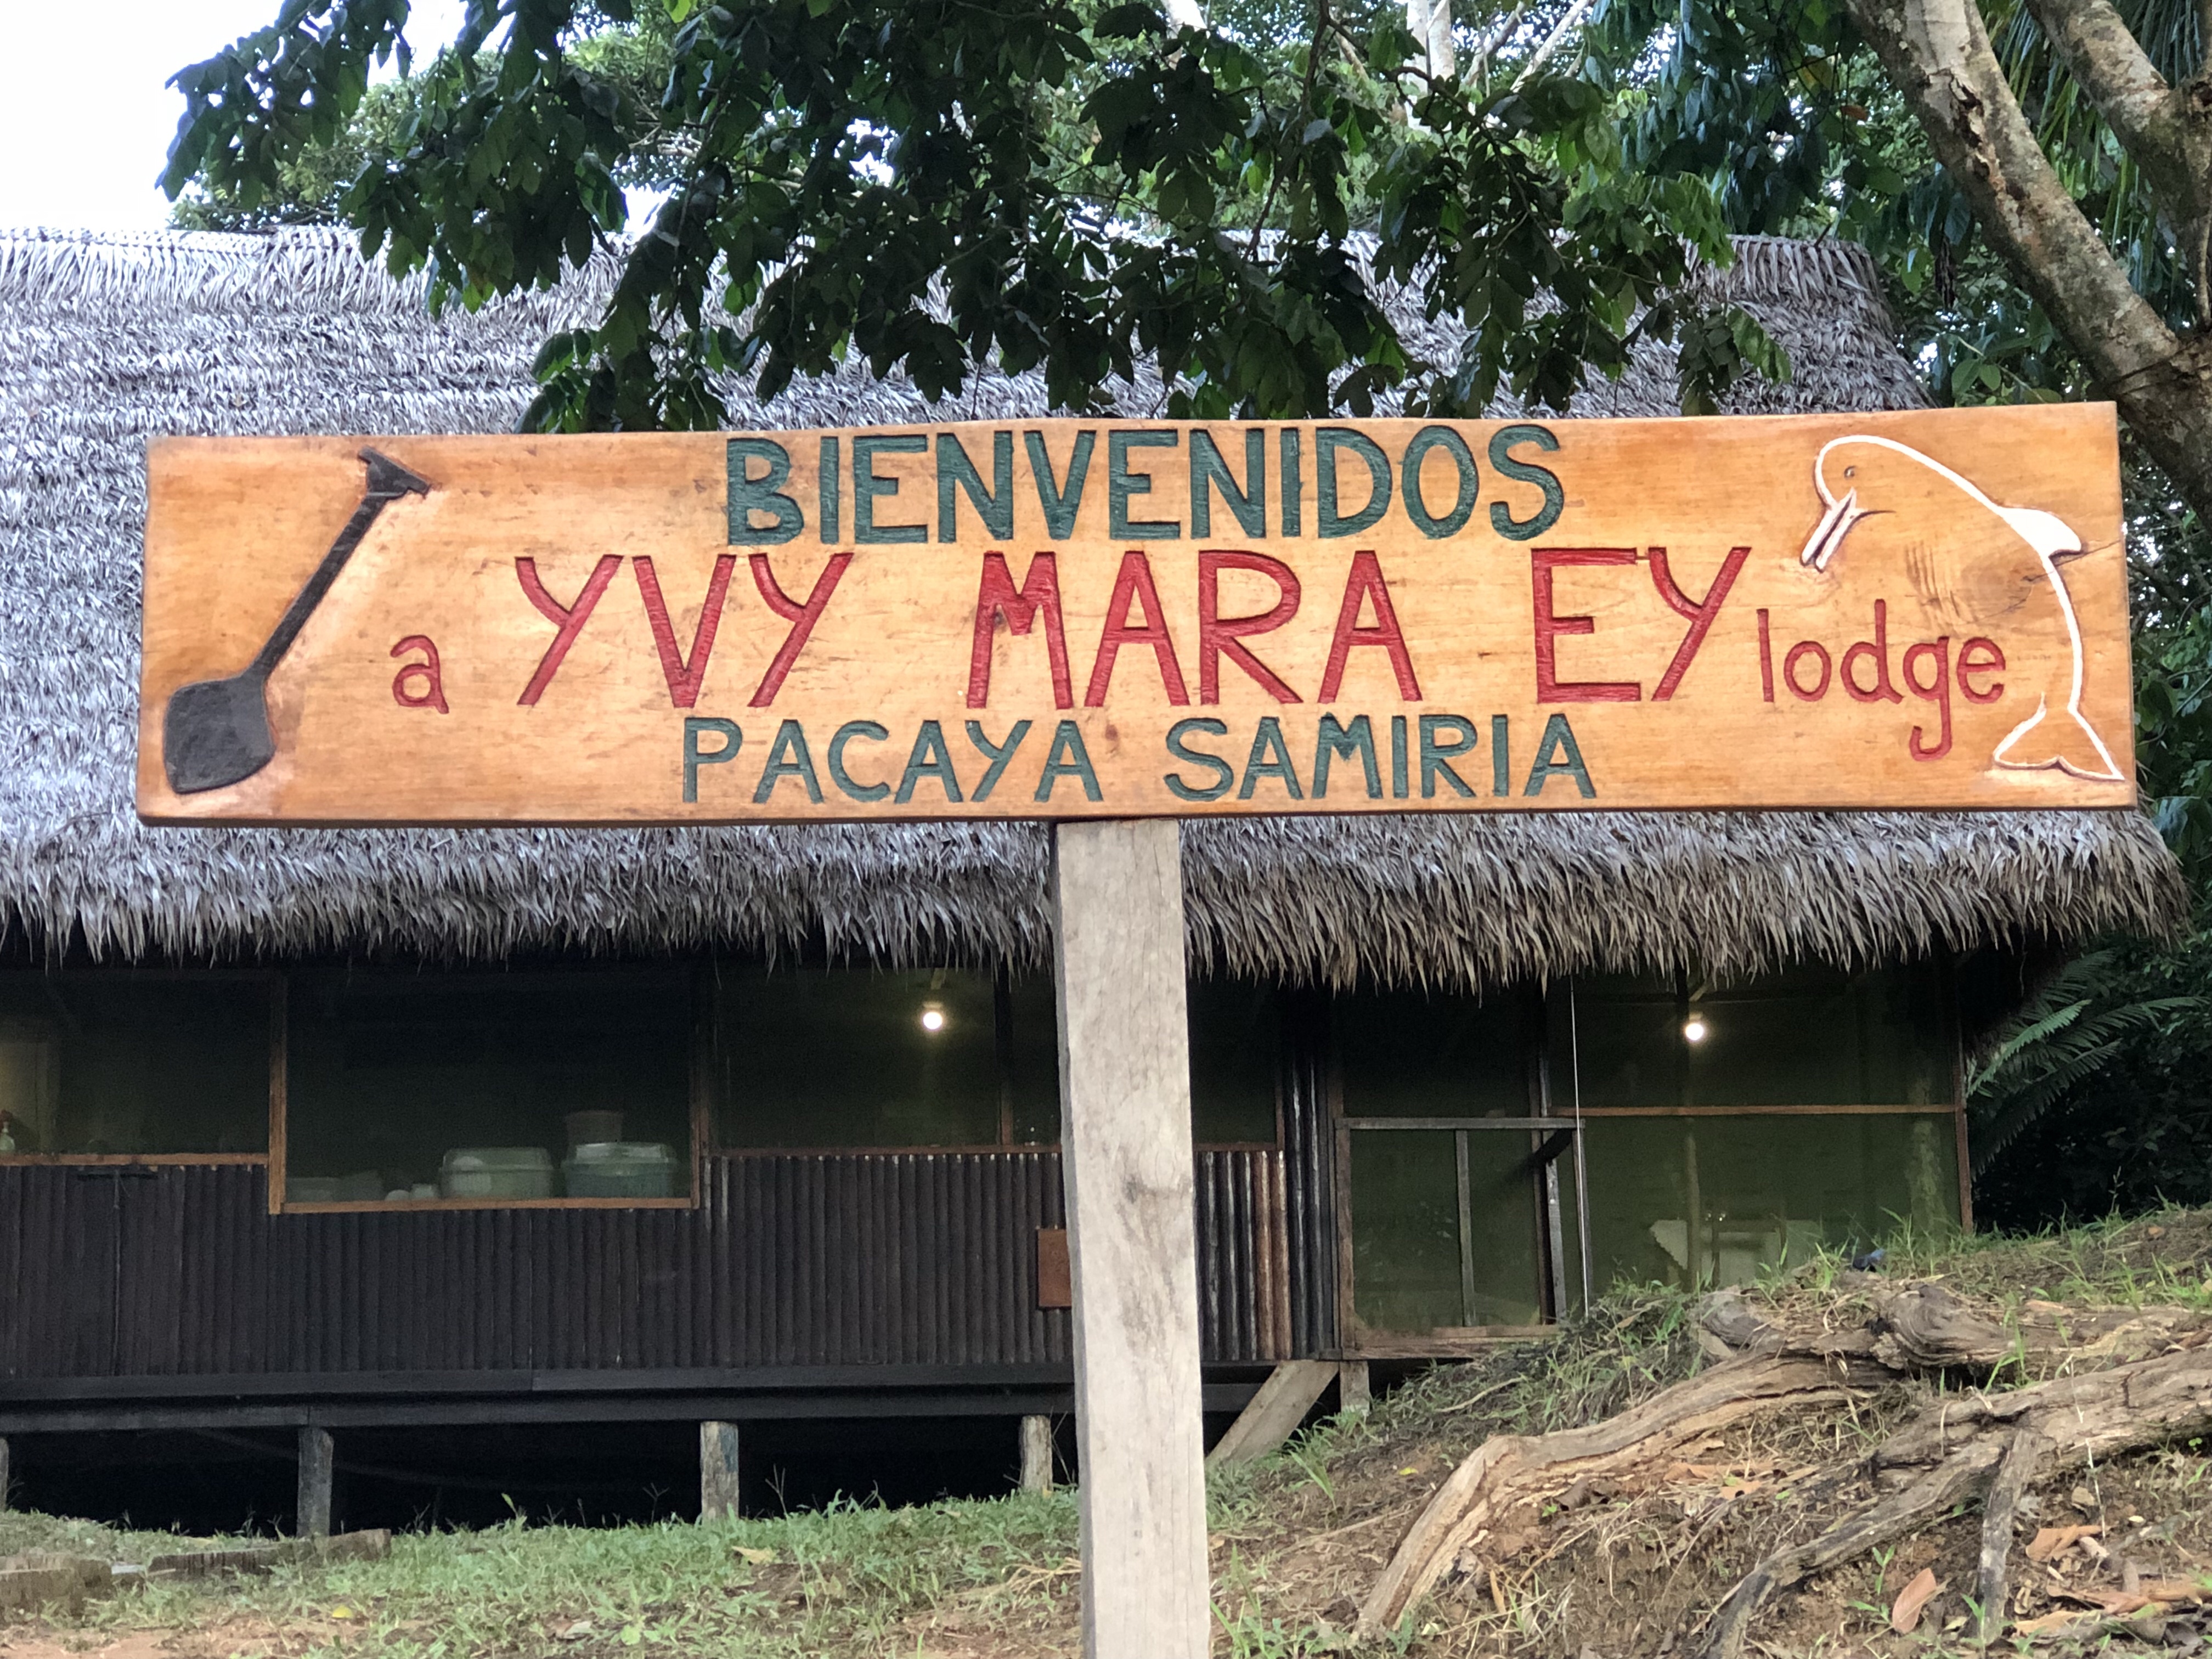 BIENVENIDOS
a YVY MARA EY lodge
PACAYA SAMIRIA